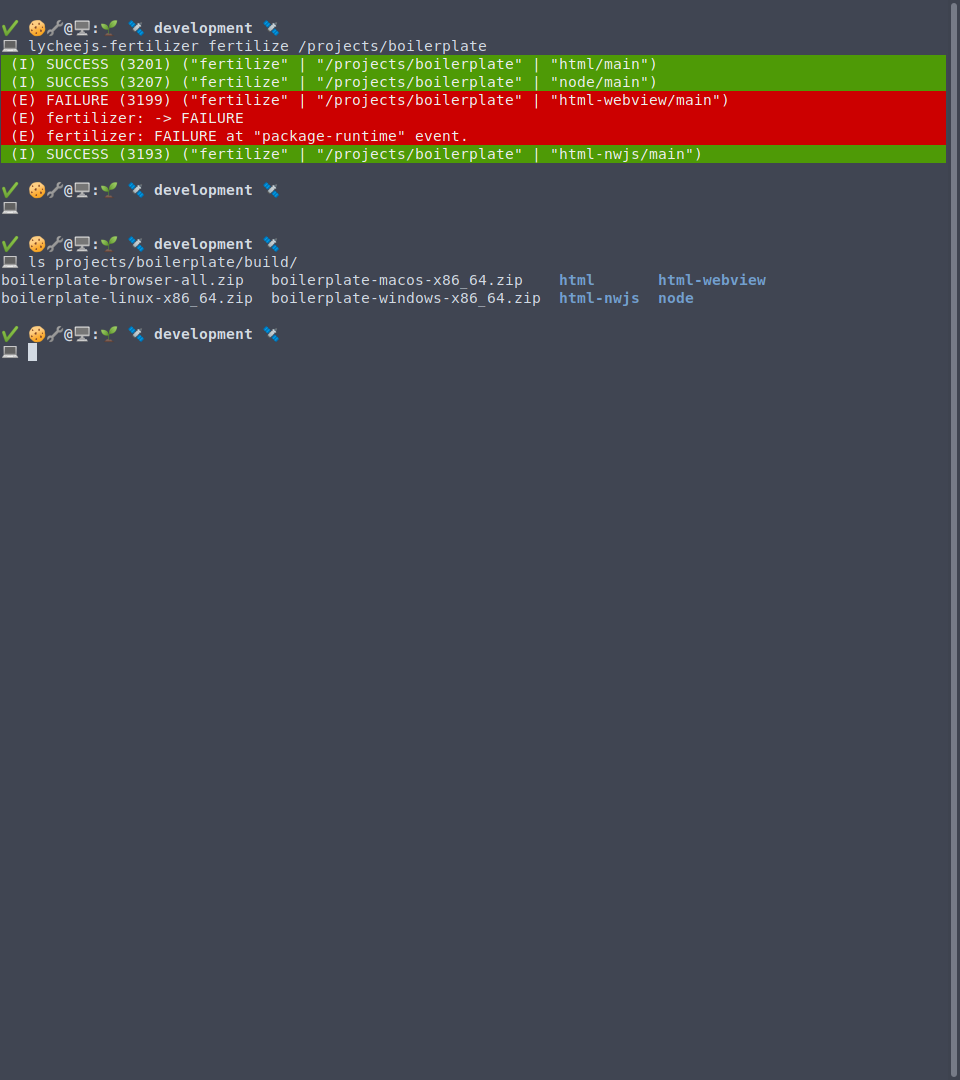 ✔ 🍪🔧@🖥:🌱 🛰 development 🛰
💻 lycheejs-fertilizer fertilize /projects/boilerplate
(I) SUCCESS (3201) ("fertilize" | "/projects/boilerplate" | "html/main")
(I) SUCCESS (3207) ("fertilize" | "/projects/boilerplate" | "node/main")
(E) FAILURE (3199) ("fertilize" | "/projects/boilerplate" | "html-webview/main")
(E) fertilizer: -> FAILURE
(E) fertilizer: FAILURE at "package-runtime" event.
(I) SUCCESS (3193) ("fertilize" | "/projects/boilerplate" | "html-nwjs/main")
✔ 🍪🔧@🖥:🌱 🛰 development 🛰
💻
✔ 🍪🔧@🖥:🌱 🛰 development 🛰
💻 ls projects/boilerplate/build/
boilerplate-browser-all.zip boilerplate-macos-x86_64.zip html html-webview
boilerplate-linux-x86_64.zip boilerplate-windows-x86_64.zip html-nwjs node
✔ 🍪🔧@🖥:🌱 🛰 development 🛰
💻